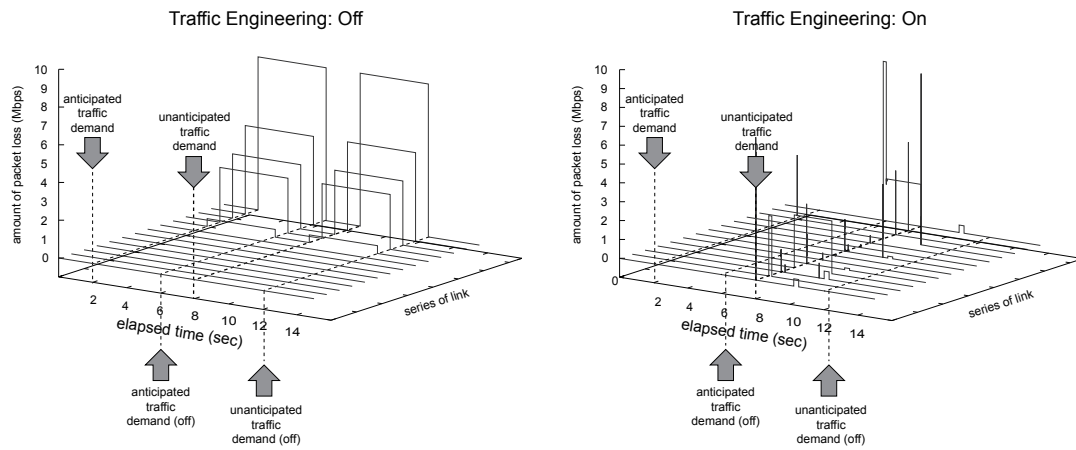 Traffic Engineering: Off
amount of packet loss (Mbps)
10
9
8
7
6
5
4
3
2
1
0
anticipated
traffic
demand
unanticipated
traffic
demand
2
4
6
8
10
12
14
elapsed time (sec)
series of link
anticipated
traffic
demand (off)
unanticipated
traffic
demand (off)
Traffic Engineering: On
amount of packet loss (Mbps)
10
9
8
7
6
5
4
3
2
1
0
anticipated
traffic
demand
unanticipated
traffic
demand
0
2
4
6
8
10
12
14
elapsed time (sec)
series of link
anticipated
traffic
demand (off)
unanticipated
traffic
demand (off)